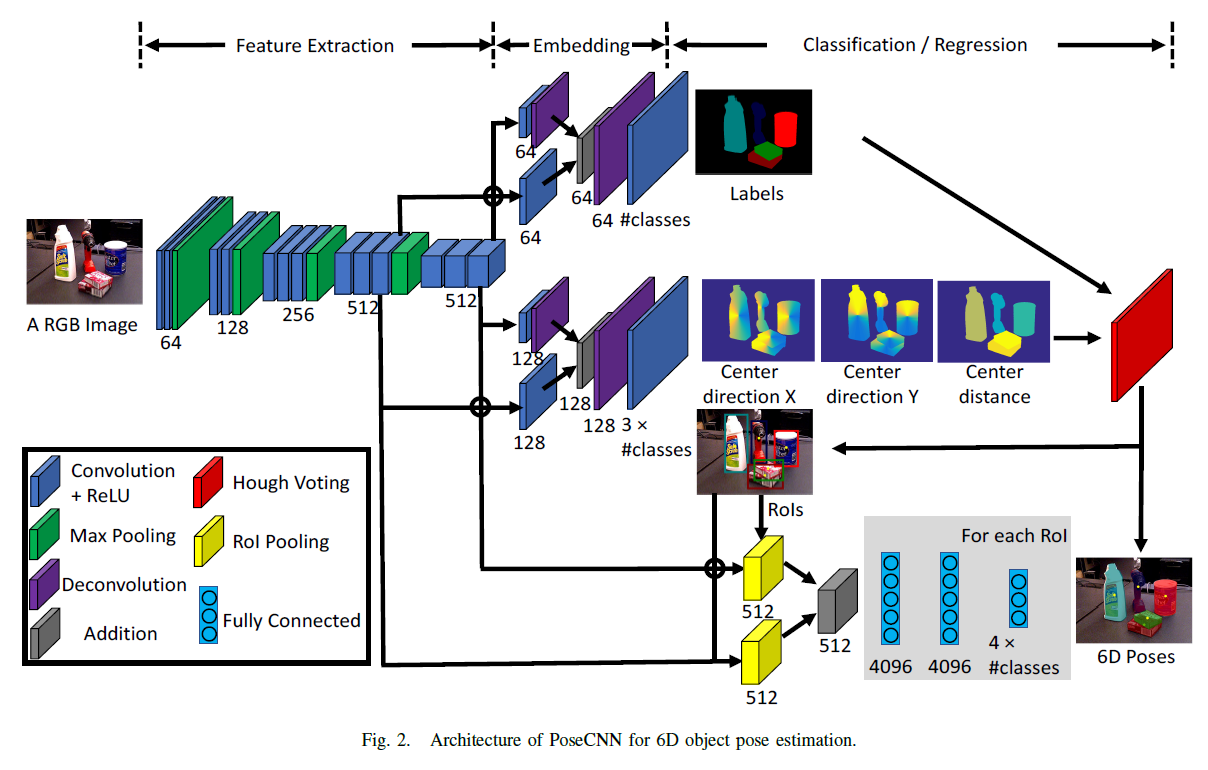 Feature Extraction
Embedding
Classification / Regression
A RGB Image
64
128
256
512
512
64
64
64
64 #classes
Labels
128
128
128
128 3 ×
#classes
Center
direction X
Center
direction Y
Center
distance
RoIs
512
512
512
For each RoI
4096
4096
4 ×
#classes
6D Poses
Convolution
+ ReLU
Max Pooling
Deconvolution
Addition
Hough Voting
RoI Pooling
Fully Connected
Fig. 2. Architecture of PoseCNN for 6D object pose estimation.